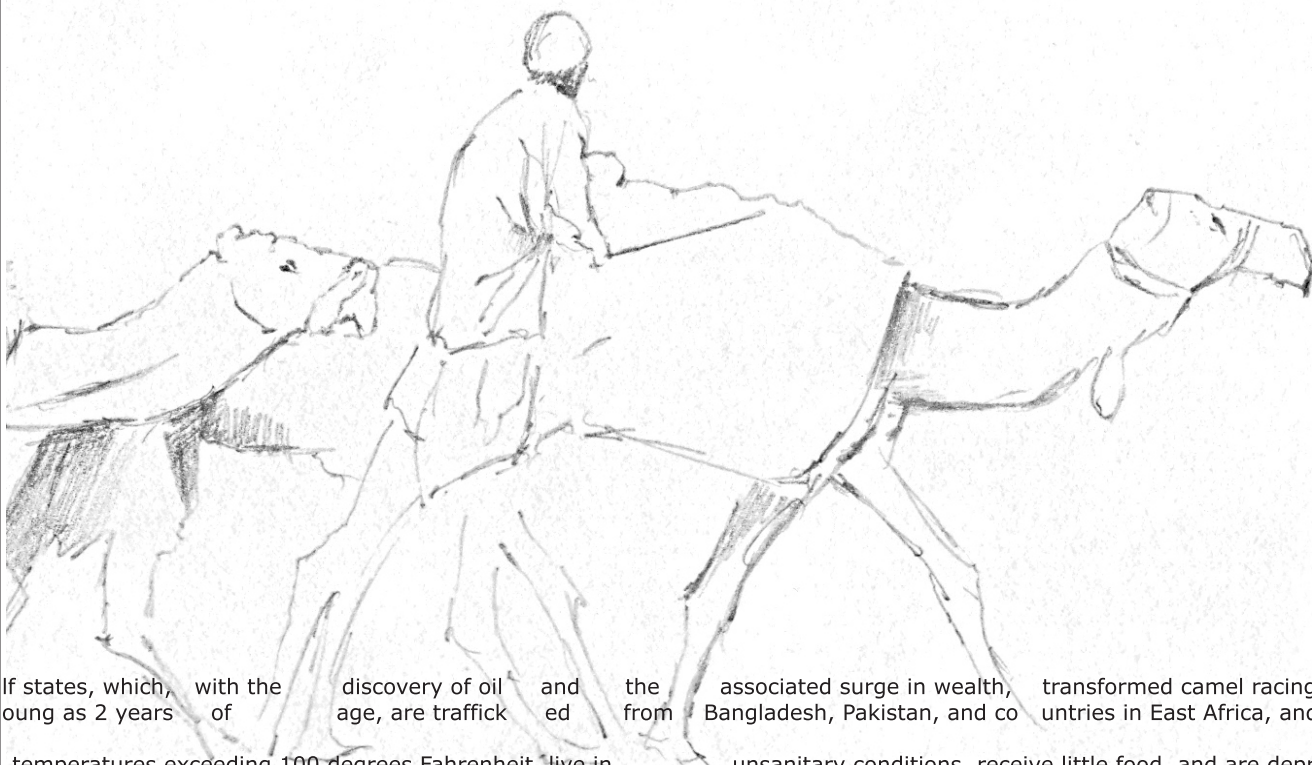 lf states, which, with the discovery of oil and the associated surge in wealth, transformed camel racing
oung as 2 years of age, are traffick ed from Bangladesh, Pakistan, and co untries in East Africa, and
temperatures exceeding 100 degrees Fahrenheit, live in unsanitary conditions, receive little food, and are